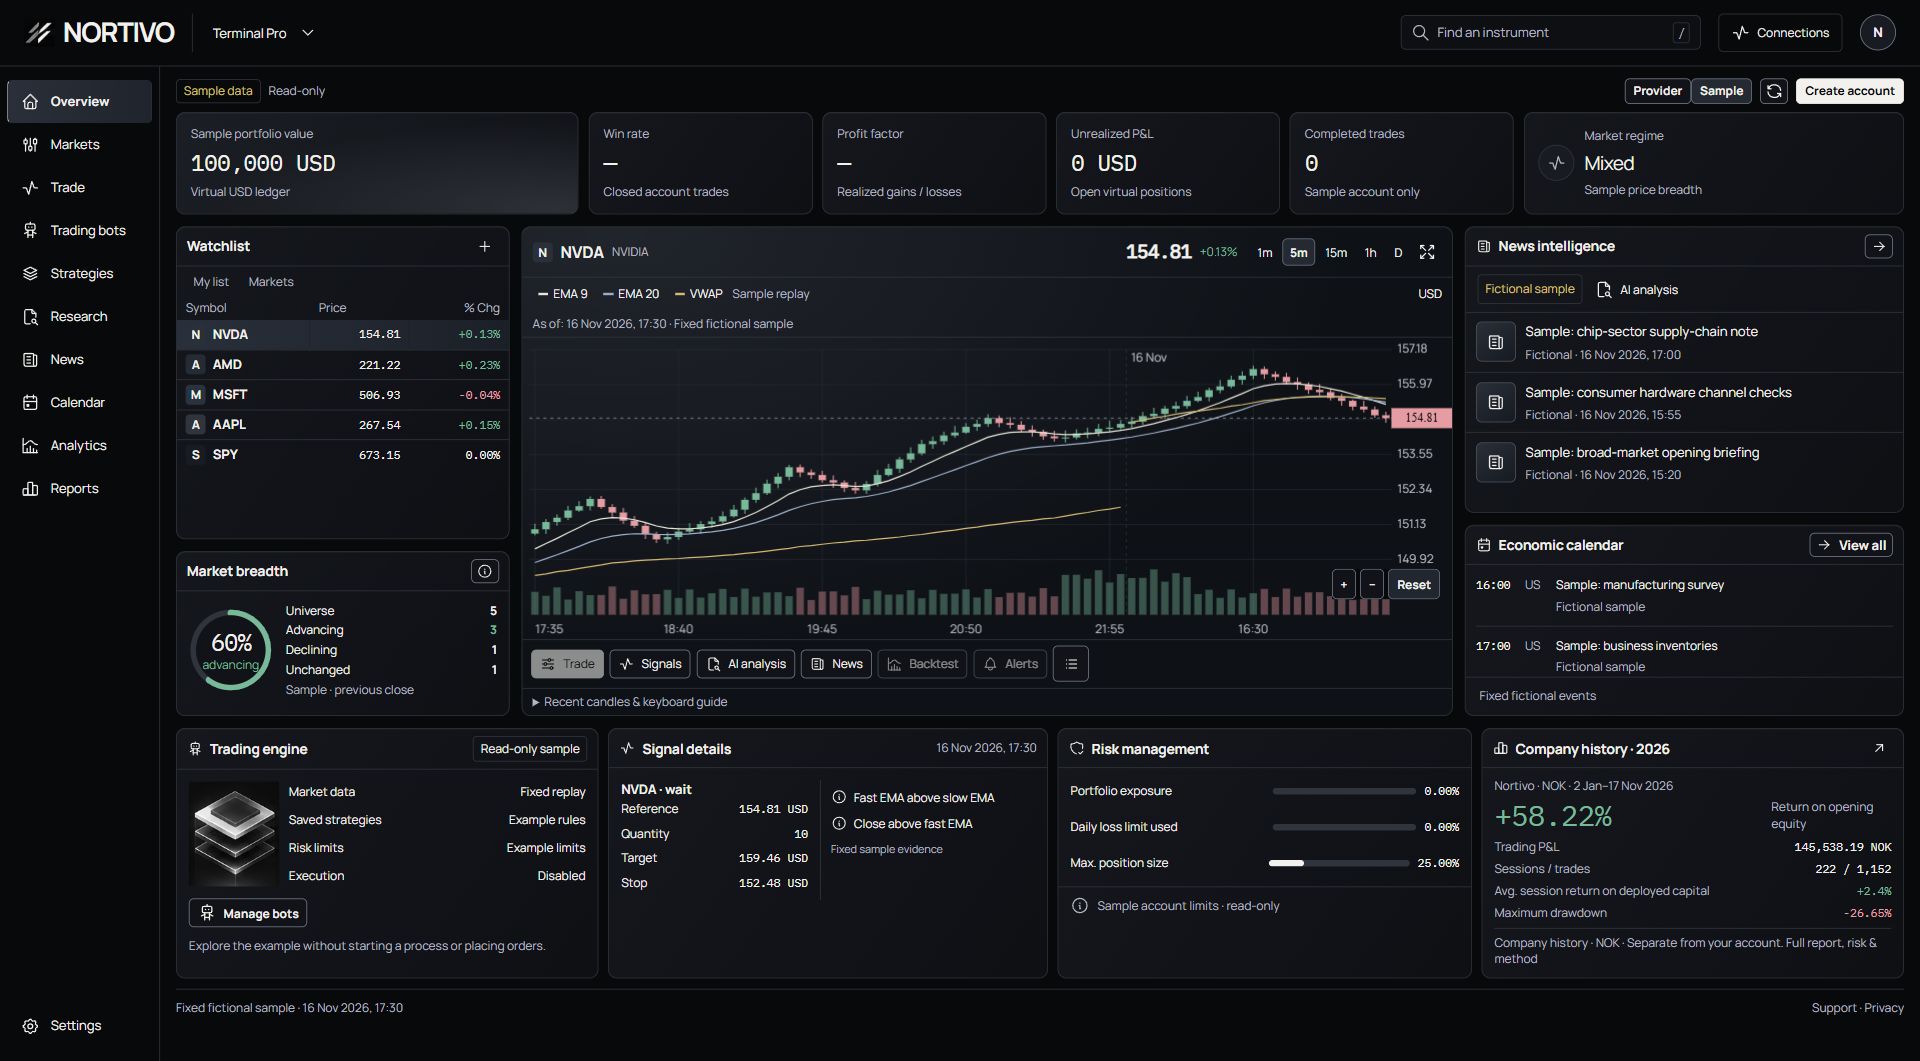 NORTIVO
Terminal Pro
Find an instrument
/
Connections
N
Overview
Markets
Trade
Trading bots
Strategies
Research
News
Calendar
Analytics
Reports
Settings
Sample data
Read-only
Provider
Sample
Create account
Sample portfolio value
100,000 USD
Virtual USD ledger
Win rate
—
Closed account trades
Profit factor
—
Realized gains / losses
Unrealized P&L
0 USD
Open virtual positions
Completed trades
0
Sample account only
Market regime
Mixed
Sample price breadth
Watchlist
+
My list Markets
Symbol Price % Chg
N NVDA 154.81 +0.13%
A AMD 221.22 +0.23%
M MSFT 506.93 -0.04%
A AAPL 267.54 +0.15%
S SPY 673.15 0.00%
Market breadth
60%
advancing
Universe 5
Advancing 3
Declining 1
Unchanged 1
Sample · previous close
N NVDA NVIDIA 154.81 +0.13% 1m 5m 15m 1h D
EMA 9 EMA 20 VWAP Sample replay USD
As of: 16 Nov 2026, 17:30 · Fixed fictional sample
16 Nov
157.18
155.97
154.81
153.55
152.34
151.13
149.92
+ − Reset
17:35 18:40 19:45 20:50 21:55 16:30
Trade Signals AI analysis News Backtest Alerts
▶ Recent candles & keyboard guide
News intelligence
Fictional sample AI analysis
Sample: chip-sector supply-chain note
Fictional · 16 Nov 2026, 17:00
Sample: consumer hardware channel checks
Fictional · 16 Nov 2026, 15:55
Sample: broad-market opening briefing
Fictional · 16 Nov 2026, 15:20
Economic calendar
View all
16:00 US Sample: manufacturing survey
Fictional sample
17:00 US Sample: business inventories
Fictional sample
Fixed fictional events
Trading engine
Read-only sample
Market data Fixed replay
Saved strategies Example rules
Risk limits Example limits
Execution Disabled
Manage bots
Explore the example without starting a process or placing orders.
Signal details
16 Nov 2026, 17:30
NVDA · wait
Reference 154.81 USD
Quantity 10
Target 159.46 USD
Stop 152.48 USD
Fast EMA above slow EMA
Close above fast EMA
Fixed sample evidence
Risk management
Portfolio exposure 0.00%
Daily loss limit used 0.00%
Max. position size 25.00%
Sample account limits · read-only
Company history · 2026
Nortivo · NOK · 2 Jan–17 Nov 2026
+58.22%
Return on opening
equity
Trading P&L 145,538.19 NOK
Sessions / trades 222 / 1,152
Avg. session return on deployed capital +2.4%
Maximum drawdown -26.65%
Company history · NOK · Separate from your account. Full report, risk &
method
Fixed fictional sample · 16 Nov 2026, 17:30
Support · Privacy